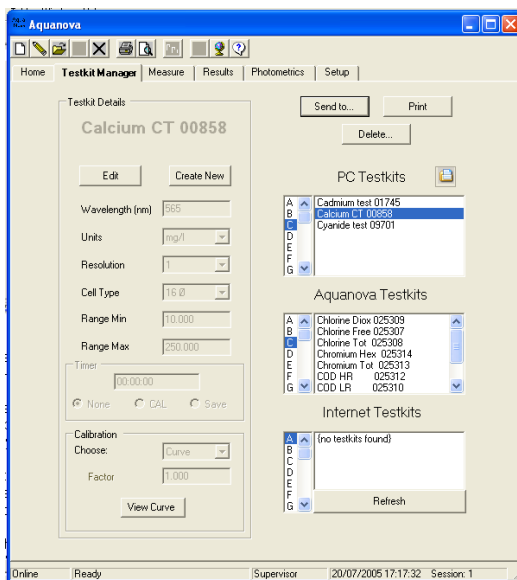 Aquanova
Home Testkit Manager Measure Results Photometrics Setup
Testkit Details
Calcium CT 00858
Edit Create New
Wavelength (nm) 565
Units mg/l
Resolution 1
Cell Type 16 Ø
Range Min 10.000
Range Max 250.000
Timer
00:00:00
None CAL Save
Calibration
Choose: Curve
Factor 1.000
View Curve
Send to... Print
Delete...
PC Testkits
A
B
C
D
E
F
G
Cadmium test 01745
Calcium CT 00858
Cyanide test 09701
Aquanova Testkits
A
B
C
D
E
F
G
Chlorine Diox 025309
Chlorine Free 025307
Chlorine Tot 025308
Chromium Hex 025314
Chromium Tot 025313
COD HR 025312
COD LR 025310
Internet Testkits
A
B
C
D
E
F
G
{no testkits found}
Refresh
Online Ready Supervisor 20/07/2005 17:17:32 Session: 1